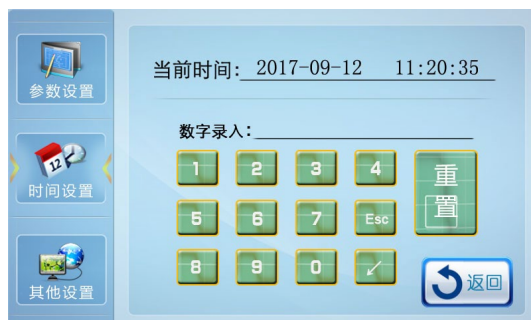 参数设置
12
时间设置
其他设置
当前时间: 2017-09-12 11:20:35
数字录入:
1 2 3 4
5 6 7 Esc
8 9 0 ↙
重置
返回